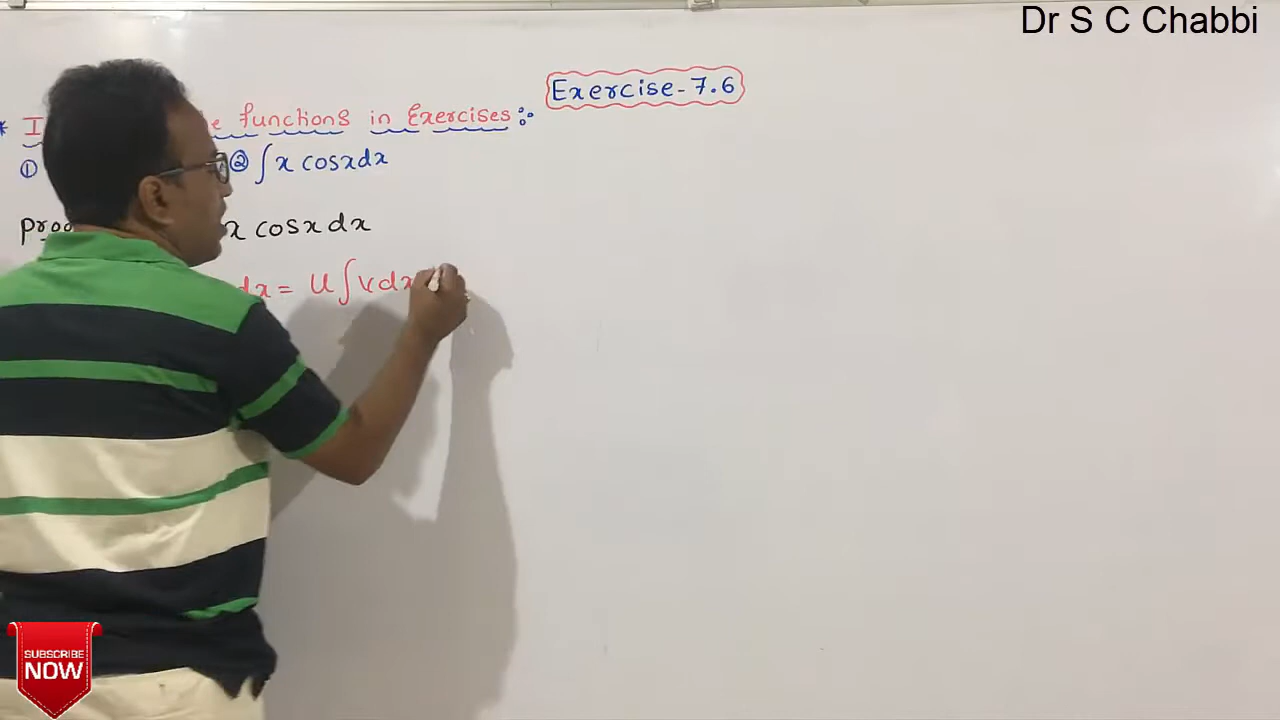 Dr S C Chabbi
Exercise-7.6
functions in Exercises :-
① ② ∫ x cosx dx
x cosx dx
dx = U ∫ V dx
SUBSCRIBE
NOW